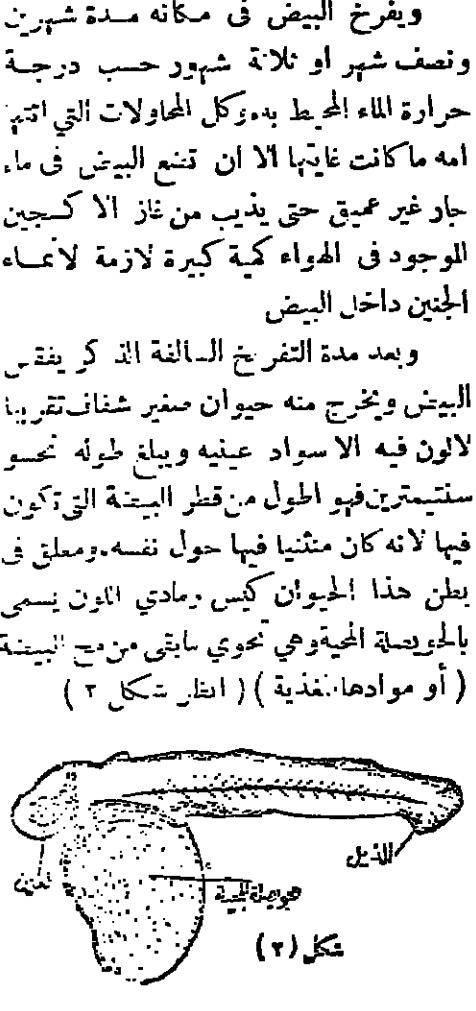 ويفرخ البيض فى مكانه مدة شهرين
ونصف شهر او ثلاثة شهور حسب درجة
حرارة الماء المحيط به وكل المحاولات التي اتتها
امه ما كانت غايتها الا ان تضع البيض فى ماء
جار غير عميق حتى يذيب من غاز الاكسجين
الموجود فى الهواء كمية كبيرة لازمة لانماء
الجنين داخل البيض
وبعد مدة التفريخ السالفة الذكر يفقس
البيض ويخرج منه حيوان صغير شفاف تقريبا
لالون فيه الا سواد عينيه ويبلغ طوله نحو
سنتيمترين فهو اطول من قطر البيضة التي تكون
فيها لانه كان منثنيا فيها حول نفسه. ومعلق فى
بطن هذا الحيوان كيس رمادي اللون يسمى
بالحويصلة المحية وهي تحوي مابقى من مح البيضة
( أو موادها المغذية ) ( انظر شكل ٢ )
الذيل
العين
الحويصلة المحية
شكل (٢)